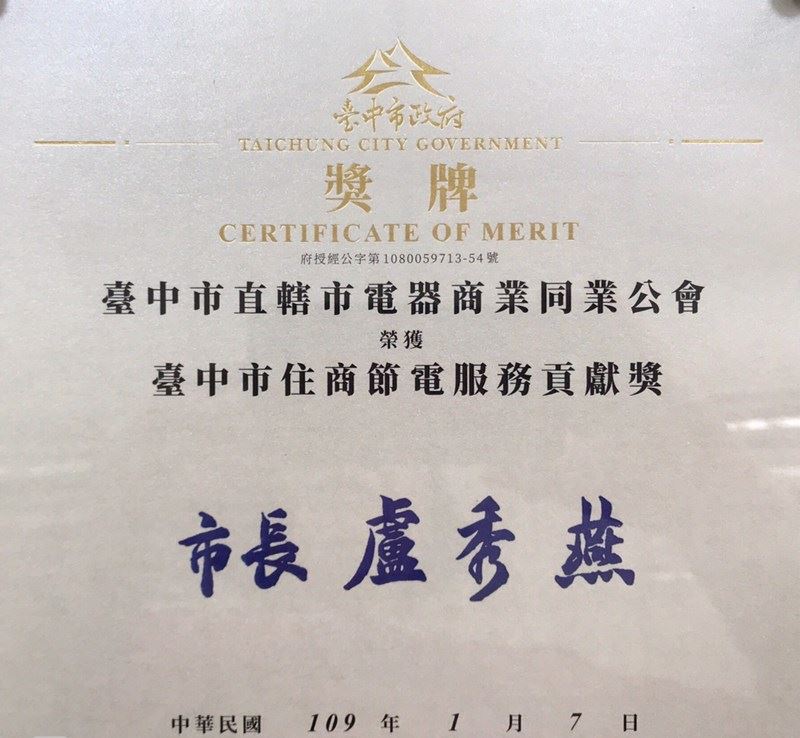 臺中市政府
TAICHUNG CITY GOVERNMENT
獎牌
CERTIFICATE OF MERIT
府授經公字第1080059713-54號
臺中市直轄市電器商業同業公會
榮獲
臺中市住商節電服務貢獻獎
市長 盧秀燕
中華民國 109 年 1 月 7 日